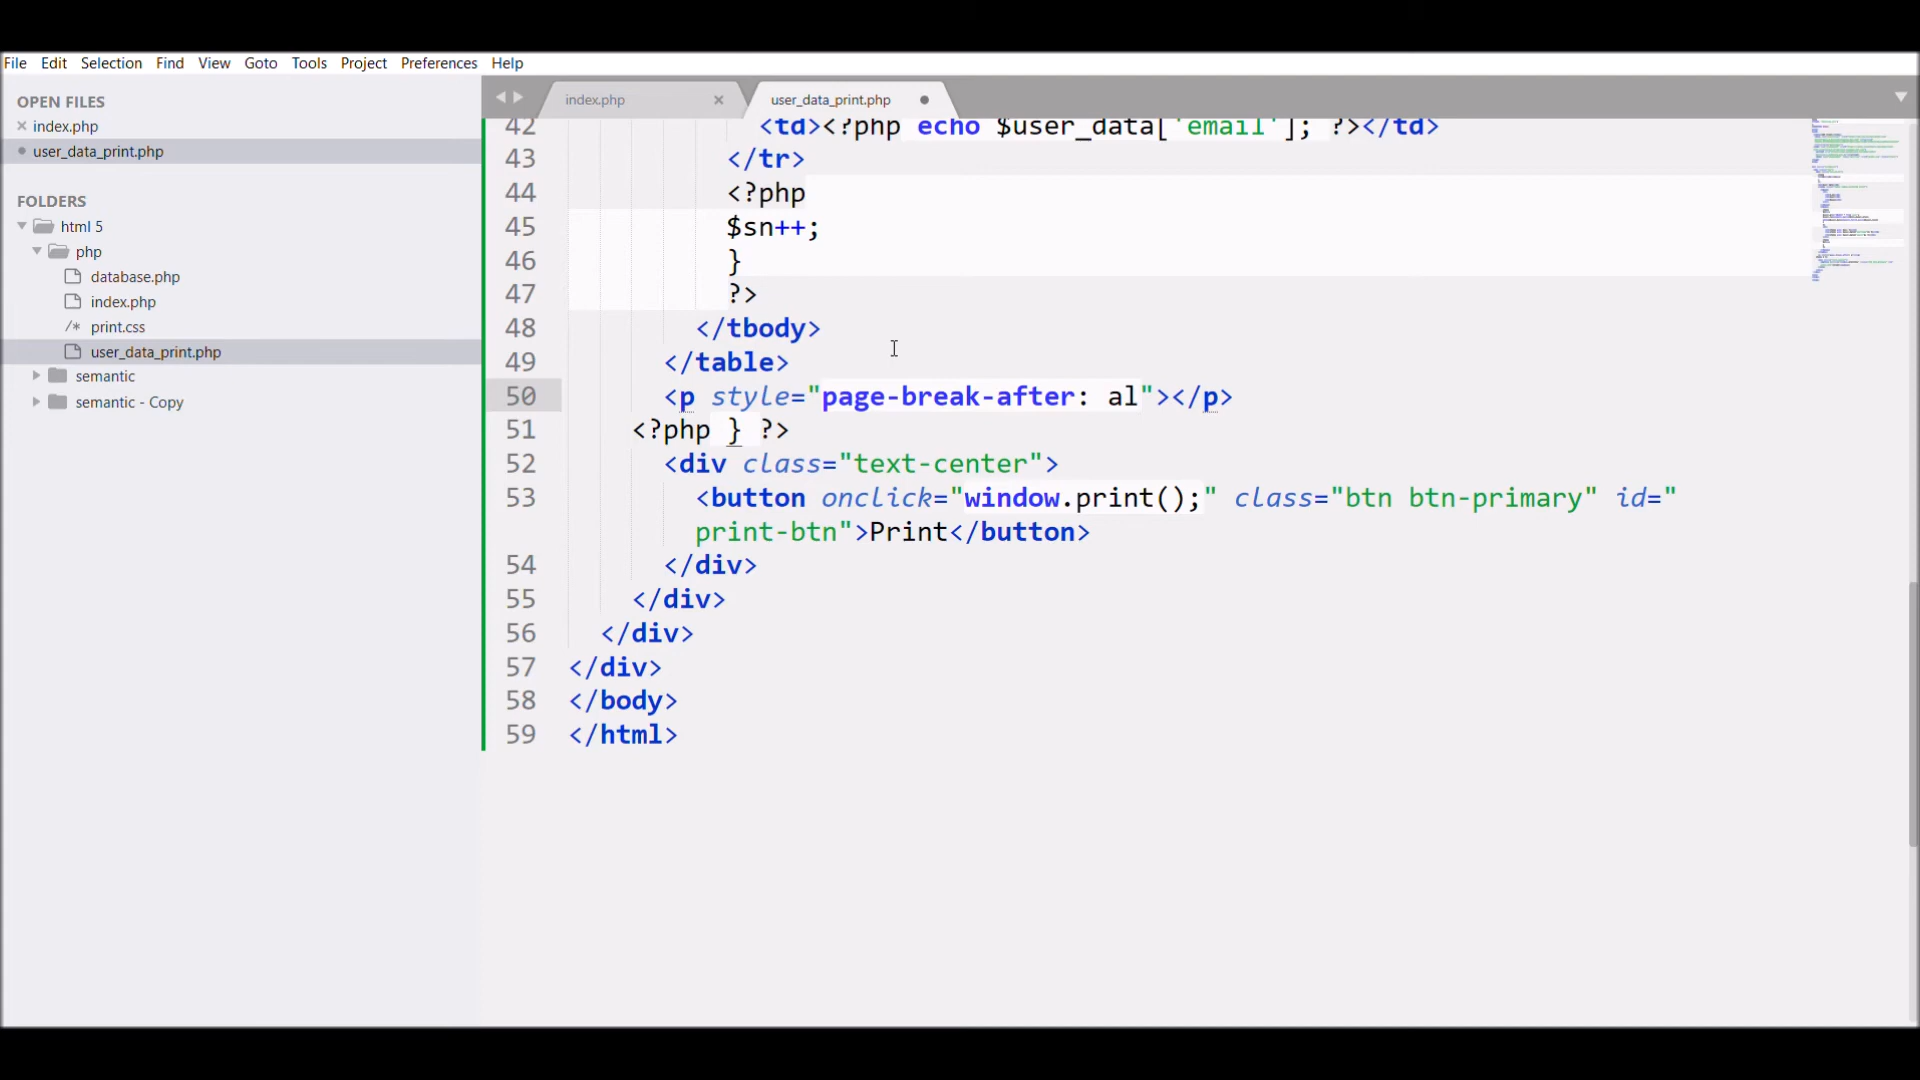 File Edit Selection Find View Goto Tools Project Preferences Help
OPEN FILES
index.php
user_data_print.php
FOLDERS
html 5
php
database.php
index.php
/* print.css
user_data_print.php
semantic
semantic - Copy
index.php
user_data_print.php
42 <td><?php echo $user_data['email']; ?></td>
43 </tr>
44 <?php
45 $sn++;
46 }
47 ?>
48 </tbody>
49 </table>
50 <p style="page-break-after: al"></p>
51 <?php } ?>
52 <div class="text-center">
53 <button onclick="window.print();" class="btn btn-primary" id="
print-btn">Print</button>
54 </div>
55 </div>
56 </div>
57 </div>
58 </body>
59 </html>